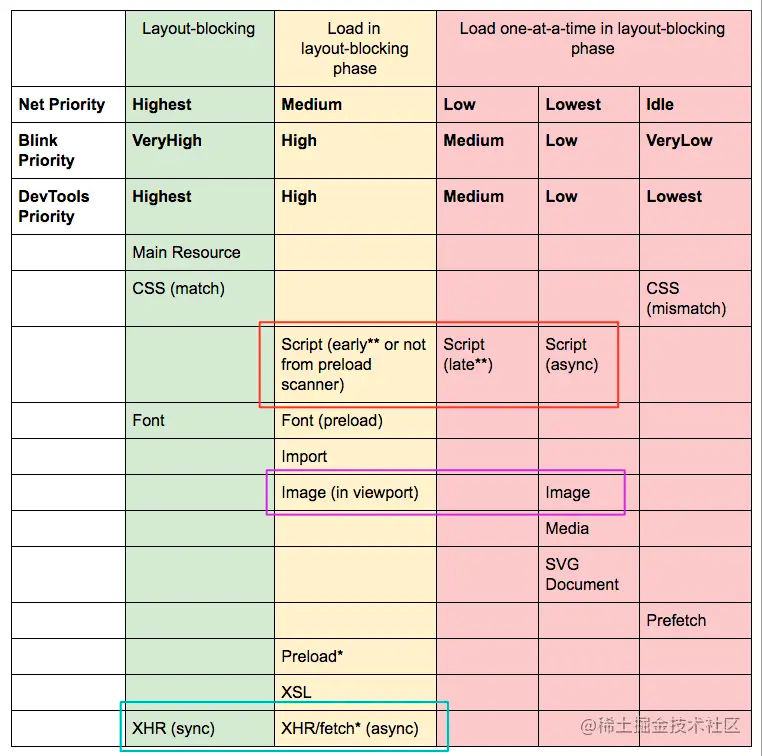 Layout-blocking
Load in
layout-blocking
phase
Load one-at-a-time in layout-blocking
phase
Net Priority Highest Medium Low Lowest Idle
Blink
Priority
VeryHigh High Medium Low VeryLow
DevTools
Priority
Highest High Medium Low Lowest
Main Resource
CSS (match)
CSS
(mismatch)
Script (early** or not
from preload
scanner)
Script
(late**)
Script
(async)
Font Font (preload)
Import
Image (in viewport) Image
Media
SVG
Document
Prefetch
Preload*
XSL
XHR (sync) XHR/fetch* (async)
@稀土掘金技术社区